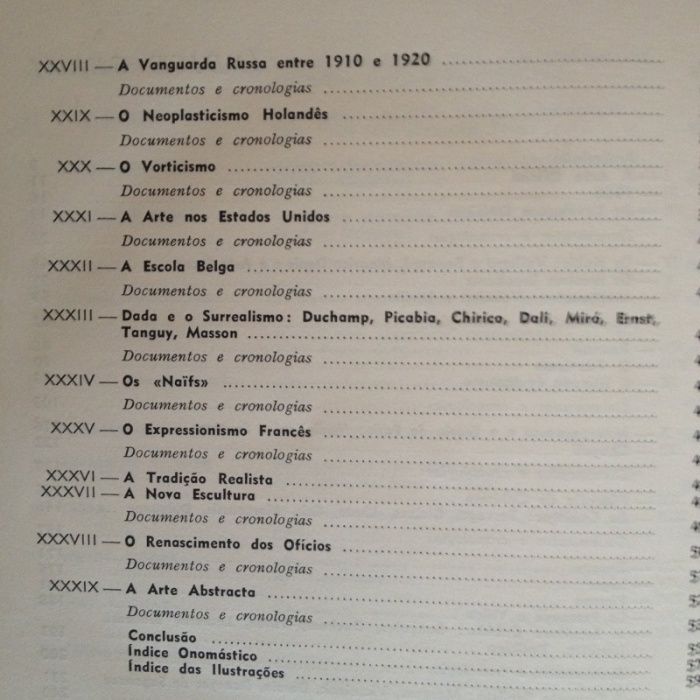 XXVIII — A Vanguarda Russa entre 1910 e 1920
Documentos e cronologias
XXIX — O Neoplasticismo Holandês
Documentos e cronologias
XXX — O Vorticismo
Documentos e cronologias
XXXI — A Arte nos Estados Unidos
Documentos e cronologias
XXXII — A Escola Belga
Documentos e cronologias
XXXIII — Dada e o Surrealismo: Duchamp, Picabia, Chirico, Dali, Miró, Ernst,
Tanguy, Masson
Documentos e cronologias
XXXIV — Os «Naïfs»
Documentos e cronologias
XXXV — O Expressionismo Francês
Documentos e cronologias
XXXVI — A Tradição Realista
XXXVII — A Nova Escultura
Documentos e cronologias
XXXVIII — O Renascimento dos Ofícios
Documentos e cronologias
XXXIX — A Arte Abstracta
Documentos e cronologias
Conclusão
Índice Onomástico
Índice das Ilustrações